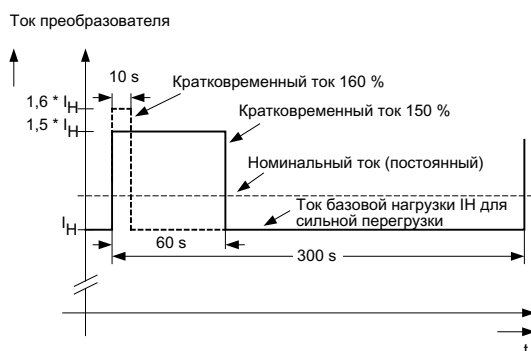 Ток преобразователя
10 s
Кратковременный ток 160 %
1,6 * IH
Кратковременный ток 150 %
1,5 * IH
Номинальный ток (постоянный)
Ток базовой нагрузки IH для
сильной перегрузки
IH
60 s
300 s
t